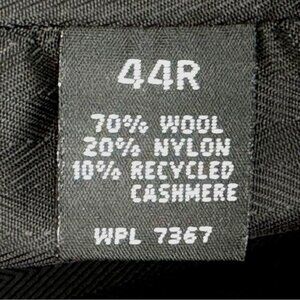 44R
70% WOOL
20% NYLON
10% RECYCLED
CASHMERE
WPL 7367